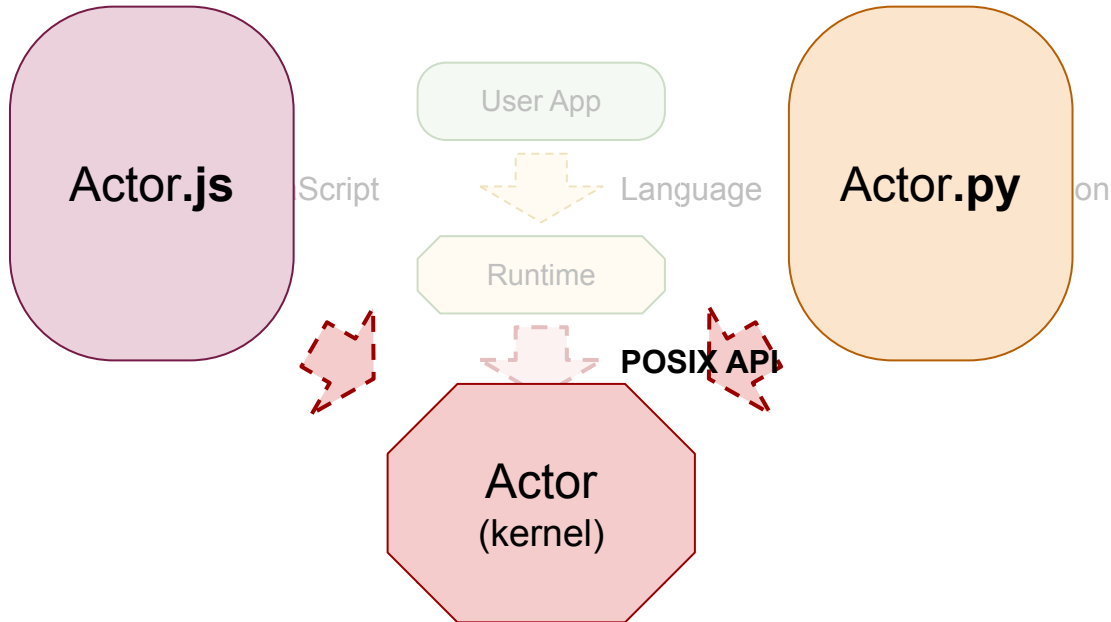 User App
Actor.js
Script
Language
Actor.py
on
Runtime
POSIX API
Actor
(kernel)